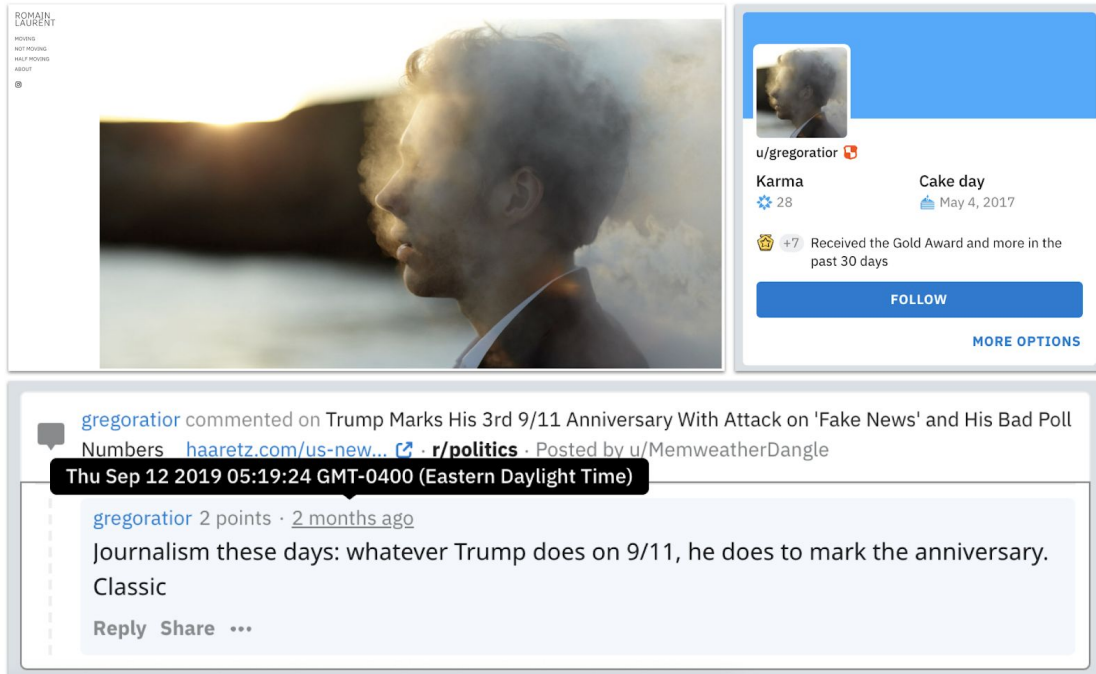 ROMAIN
LAURENT
MOVING
NOT MOVING
HALF MOVING
ABOUT
u/gregoratior
Karma
Cake day
28
May 4, 2017
+7 Received the Gold Award and more in the
past 30 days
FOLLOW
MORE OPTIONS
gregoratior commented on Trump Marks His 3rd 9/11 Anniversary With Attack on 'Fake News' and His Bad Poll
Numbers haaretz.com/us-new... · r/politics · Posted by u/MemweatherDangle
Thu Sep 12 2019 05:19:24 GMT-0400 (Eastern Daylight Time)
gregoratior 2 points · 2 months ago
Journalism these days: whatever Trump does on 9/11, he does to mark the anniversary.
Classic
Reply Share •••